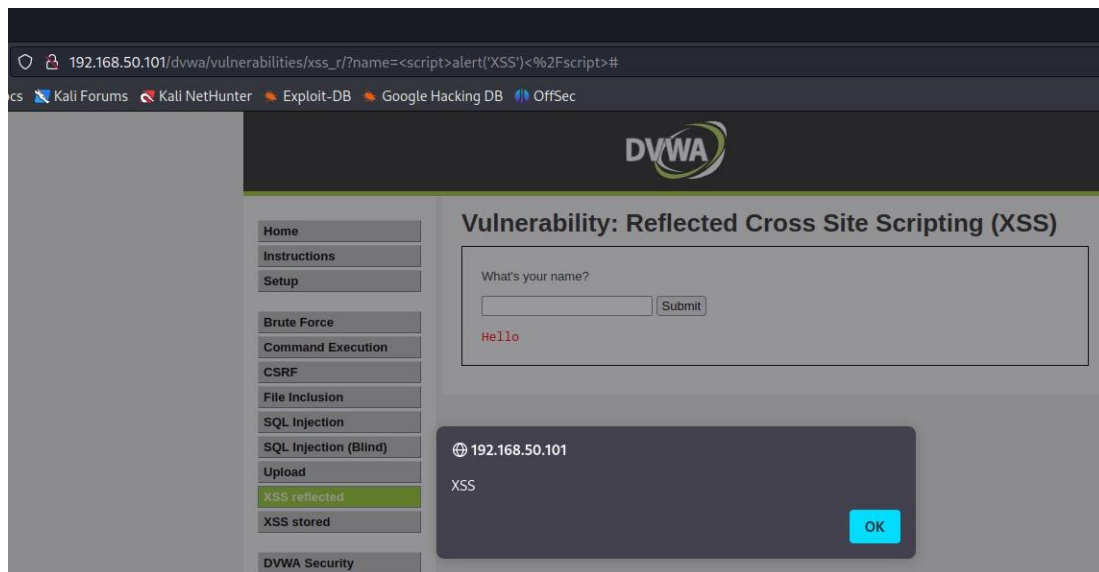 192.168.50.101/dvwa/vulnerabilities/xss_r/?name=<script>alert('XSS')<%2Fscript>#
ocs Kali Forums Kali NetHunter Exploit-DB Google Hacking DB OffSec
DVWA
Vulnerability: Reflected Cross Site Scripting (XSS)
Home
Instructions
Setup
Brute Force
Command Execution
CSRF
File Inclusion
SQL Injection
SQL Injection (Blind)
Upload
XSS reflected
XSS stored
DVWA Security
What's your name?
Submit
Hello
192.168.50.101
XSS
OK